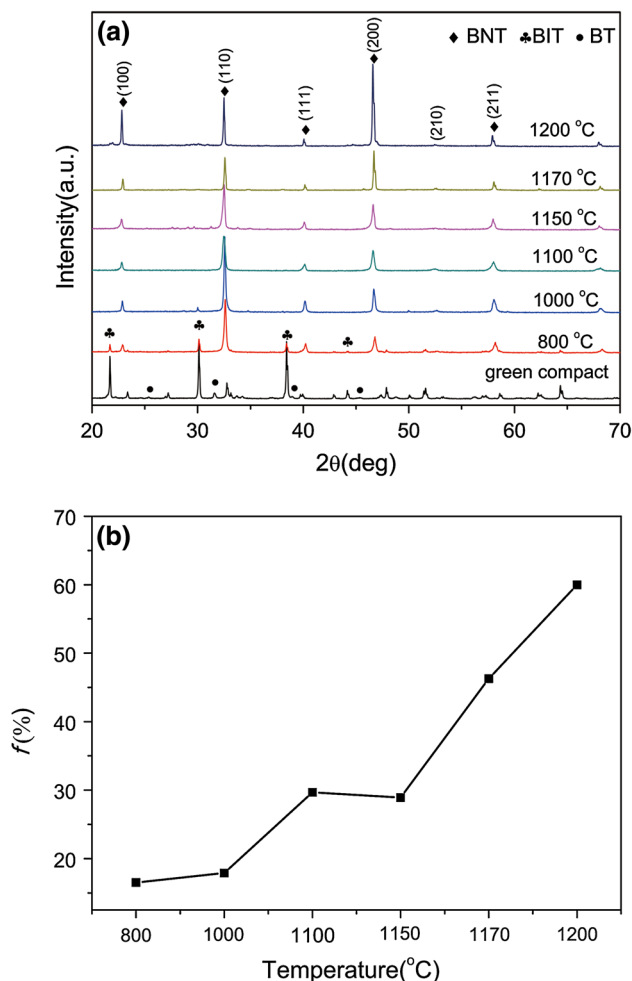 (a)
♦ BNT ♣BIT • BT
(100)
(110)
(111)
(200)
(210)
(211)
1200 °C
1170 °C
1150 °C
1100 °C
1000 °C
800 °C
green compact
Intensity(a.u.)
20 30 40 50 60 70
2θ(deg)
(b)
70
60
50
40
30
20
f(%)
800 1000 1100 1150 1170 1200
Temperature(°C)